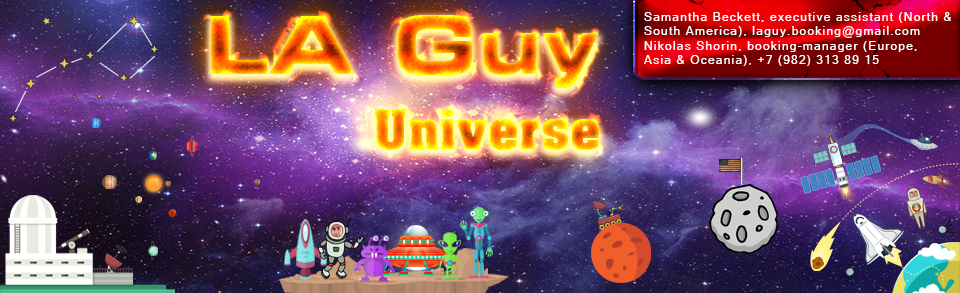 LA Guy
Universe
Samantha Beckett, executive assistant (North &
South America), laguy.booking@gmail.com
Nikolas Shorin, booking-manager (Europe,
Asia & Oceania), +7 (982) 313 89 15